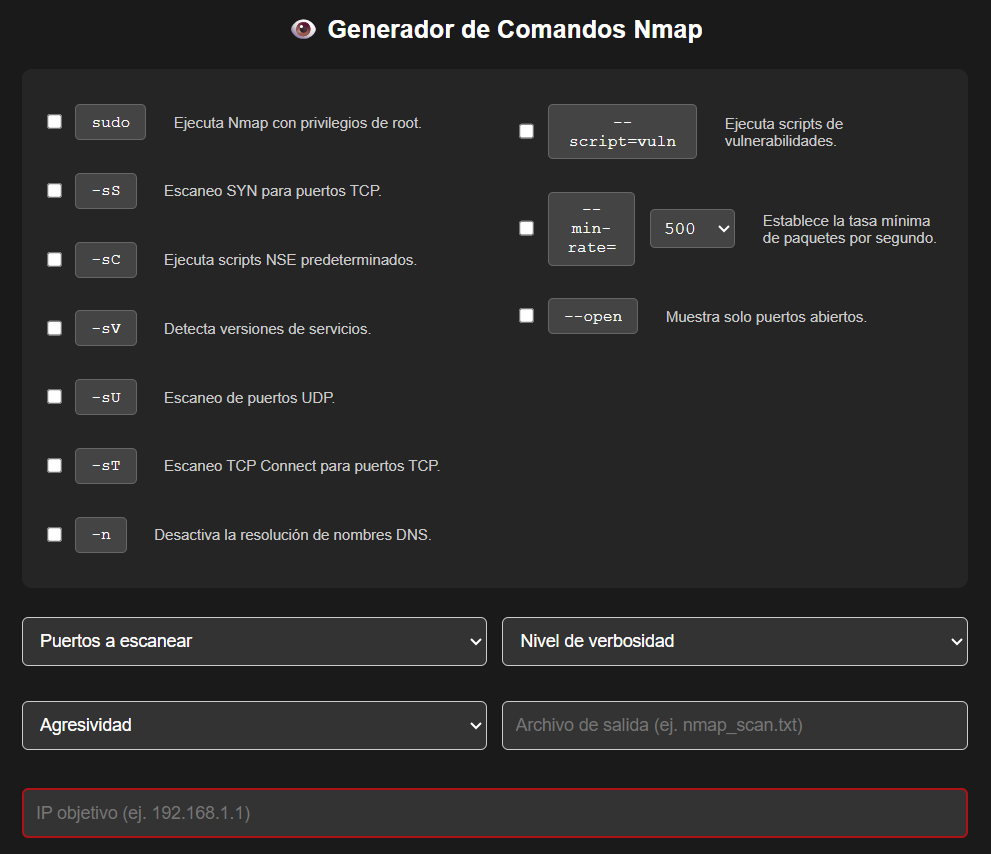 Generador de Comandos Nmap
sudo
Ejecuta Nmap con privilegios de root.
-sS
Escaneo SYN para puertos TCP.
-sC
Ejecuta scripts NSE predeterminados.
-sV
Detecta versiones de servicios.
-sU
Escaneo de puertos UDP.
-sT
Escaneo TCP Connect para puertos TCP.
-n
Desactiva la resolución de nombres DNS.
--
script=vuln
Ejecuta scripts de
vulnerabilidades.
--
min-
rate=
500
Establece la tasa mínima
de paquetes por segundo.
--open
Muestra solo puertos abiertos.
Puertos a escanear
Nivel de verbosidad
Agresividad
Archivo de salida (ej. nmap_scan.txt)
IP objetivo (ej. 192.168.1.1)